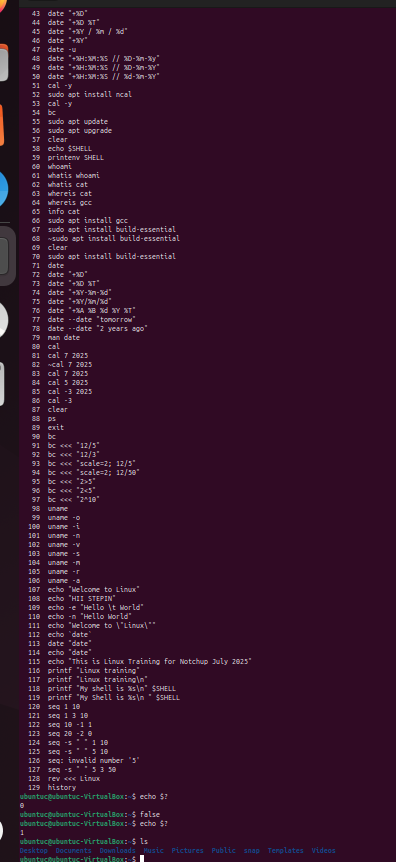 43 date "+%D"
44 date "+%D %T"
45 date "+%Y / %m / %d"
46 date "+%Y"
47 date -u
48 date "+%H:%M:%S // %D-%m-%y"
49 date "+%H:%M:%S // %D-%m-%Y"
50 date "+%H:%M:%S // %d-%m-%Y"
51 cal -y
52 sudo apt install ncal
53 cal -y
54 bc
55 sudo apt update
56 sudo apt upgrade
57 clear
58 echo $SHELL
59 printenv SHELL
60 whoami
61 whatis whoami
62 whatis cat
63 whereis cat
64 whereis gcc
65 info cat
66 sudo apt install gcc
67 sudo apt install build-essential
68 ~sudo apt install build-essential
69 clear
70 sudo apt install build-essential
71 date
72 date "+%D"
73 date "+%D %T"
74 date "+%Y-%m-%d"
75 date "+%Y/%m/%d"
76 date "+%A %B %d %Y %T"
77 date --date "tomorrow"
78 date --date "2 years ago"
79 man date
80 cal
81 cal 7 2025
82 ~cal 7 2025
83 cal 7 2025
84 cal 5 2025
85 cal -3 2025
86 cal -3
87 clear
88 ps
89 exit
90 bc
91 bc <<< "12/5"
92 bc <<< "12/3"
93 bc <<< "scale=2; 12/5"
94 bc <<< "scale=2; 12/50"
95 bc <<< "2>5"
96 bc <<< "2<5"
97 bc <<< "2^10"
98 uname
99 uname -o
100 uname -i
101 uname -n
102 uname -v
103 uname -s
104 uname -m
105 uname -r
106 uname -a
107 echo "Welcome to Linux"
108 echo "HII STEPIN"
109 echo -e "Hello \t World"
110 echo -n "Hello World"
111 echo "Welcome to \"Linux\""
112 echo `date`
113 date "date"
114 echo "date"
115 echo "This is Linux Training for Notchup July 2025"
116 printf "Linux training"
117 printf "Linux training\n"
118 printf "My shell is %s\n" $SHELL
119 printf "My Shell is %s\n " $SHELL
120 seq 1 10
121 seq 1 3 10
122 seq 10 -1 1
123 seq 20 -2 0
124 seq -s " " 1 10
125 seq -s " " 5 10
126 seq: invalid number '5'
127 seq -s " " 5 3 50
128 rev <<< Linux
129 history
ubuntuc@ubuntuc-VirtualBox:~$ echo $?
0
ubuntuc@ubuntuc-VirtualBox:~$ false
ubuntuc@ubuntuc-VirtualBox:~$ echo $?
1
ubuntuc@ubuntuc-VirtualBox:~$ ls
Desktop Documents Downloads Music Pictures Public snap Templates Videos
ubuntuc@ubuntuc-VirtualBox:~$